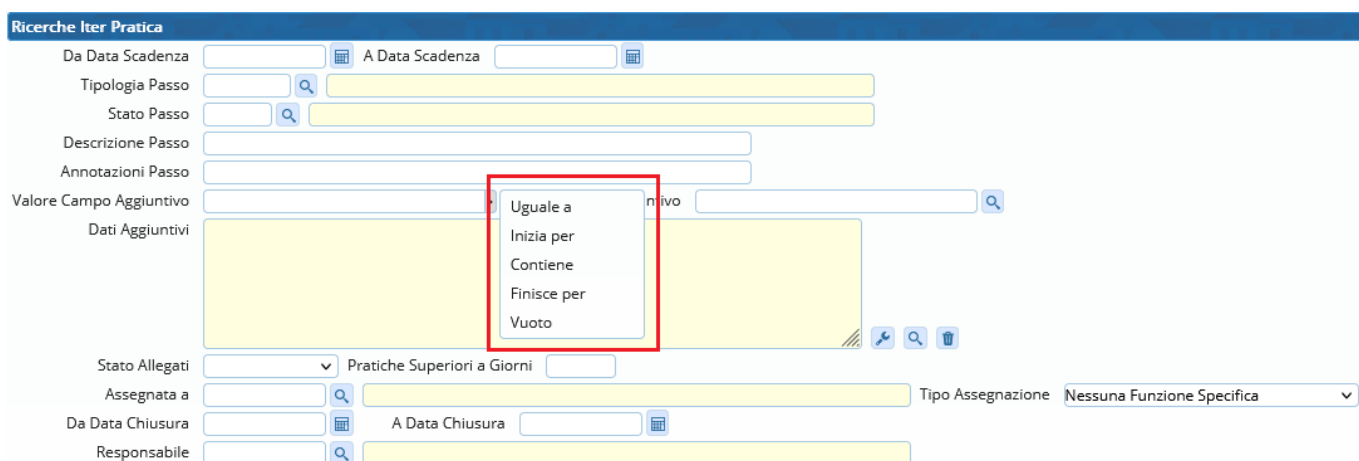 Ricerche Iter Pratica
Da Data Scadenza A Data Scadenza
Tipologia Passo
Stato Passo
Descrizione Passo
Annotazioni Passo
Valore Campo Aggiuntivo ntivo
Uguale a
Inizia per
Contiene
Finisce per
Vuoto
Dati Aggiuntivi
Stato Allegati Pratiche Superiori a Giorni
Assegnata a Tipo Assegnazione Nessuna Funzione Specifica
Da Data Chiusura A Data Chiusura
Responsabile